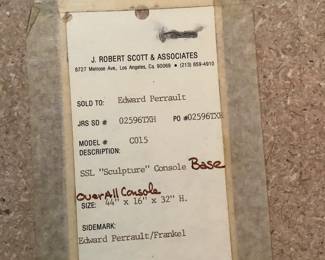 J. ROBERT SCOTT & ASSOCIATES
8727 Melrose Ave., Los Angeles, Ca 90069 • (213) 659-4910
SOLD TO: Edward Perrault
JRS SD # 02596TXH PO #02596TXH
MODEL # C015
DESCRIPTION:
SSL "Sculpture" Console Base
OverAll Console
SIZE: 44" x 16" x 32" H.
SIDEMARK:
Edward Perrault/Frankel